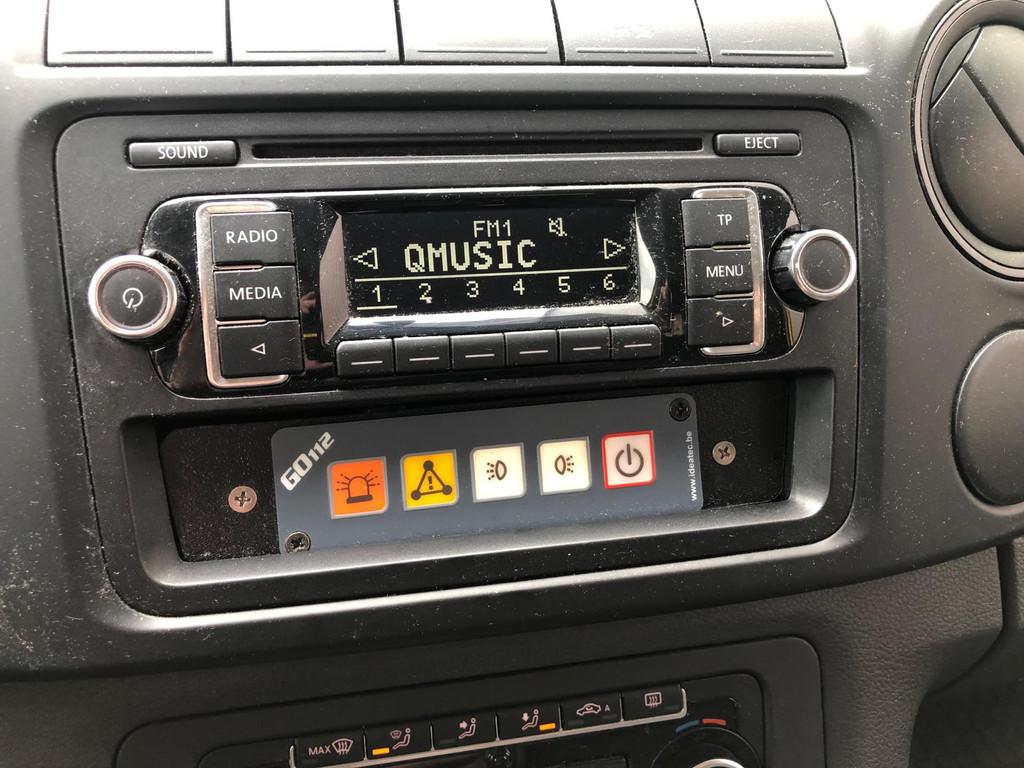 SOUND
EJECT
RADIO
MEDIA
FM1
QMUSIC
1 2 3 4 5 6
TP
MENU
GO112
!
www.ideatec.be
MAX
A